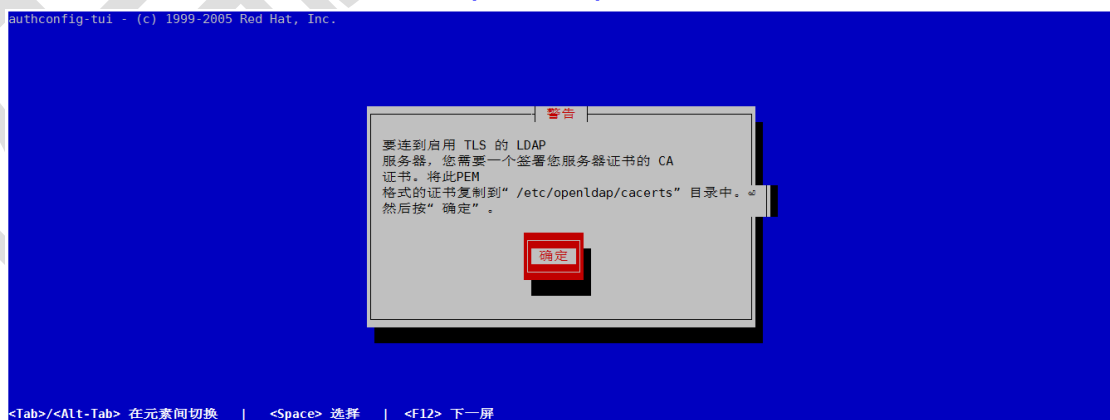 authconfig-tui - (c) 1999-2005 Red Hat, Inc.
警告
要连到启用 TLS 的 LDAP
服务器，您需要一个签署您服务器证书的 CA
证书。将此PEM
格式的证书复制到“ /etc/openldap/cacerts” 目录中。
然后按“ 确定” 。
确定
<Tab>/<Alt-Tab> 在元素间切换 | <Space> 选择 | <F12> 下一屏